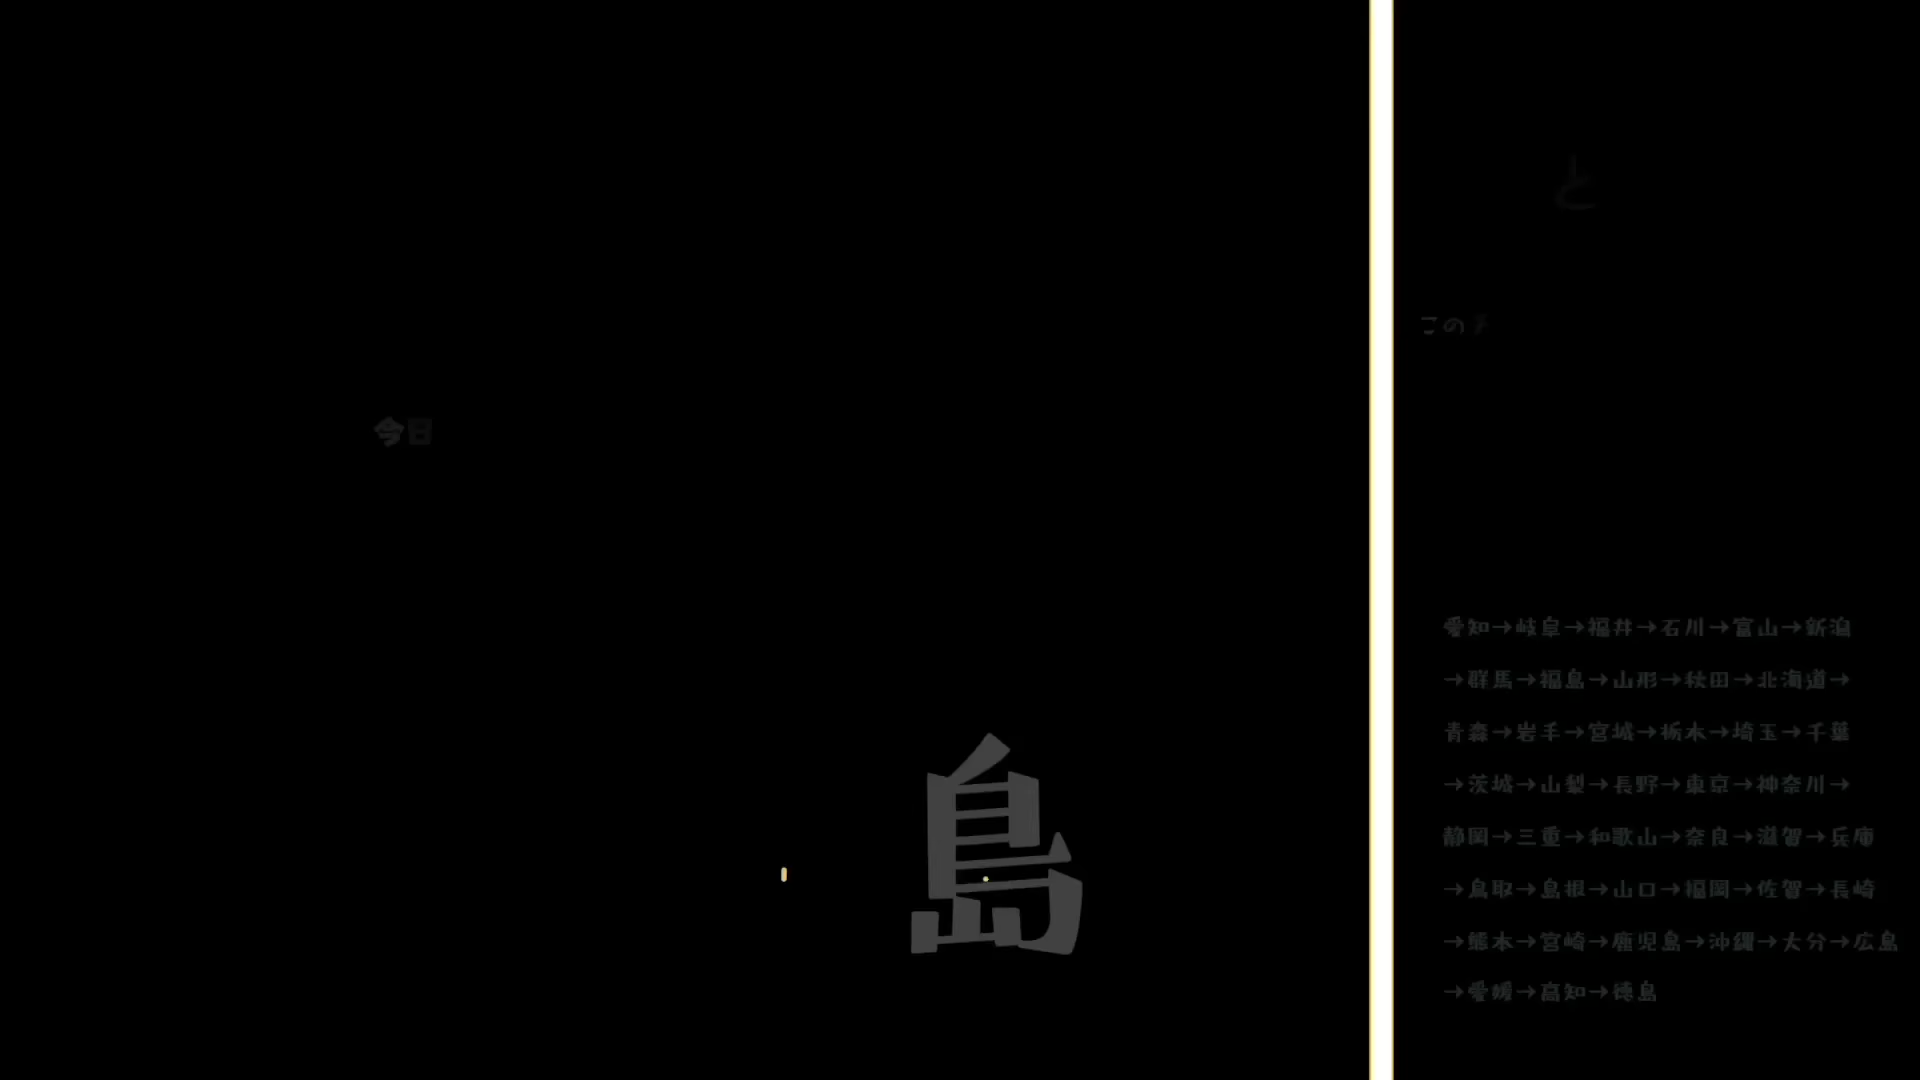 今日
島
と
この
愛知→岐阜→福井→石川→富山→新潟
→群馬→福島→山形→秋田→北海道→
青森→岩手→宮城→栃木→埼玉→千葉
→茨城→山梨→長野→東京→神奈川→
静岡→三重→和歌山→奈良→滋賀→兵庫
→鳥取→島根→山口→福岡→佐賀→長崎
→熊本→宮崎→鹿児島→沖縄→大分→広島
→愛媛→高知→徳島